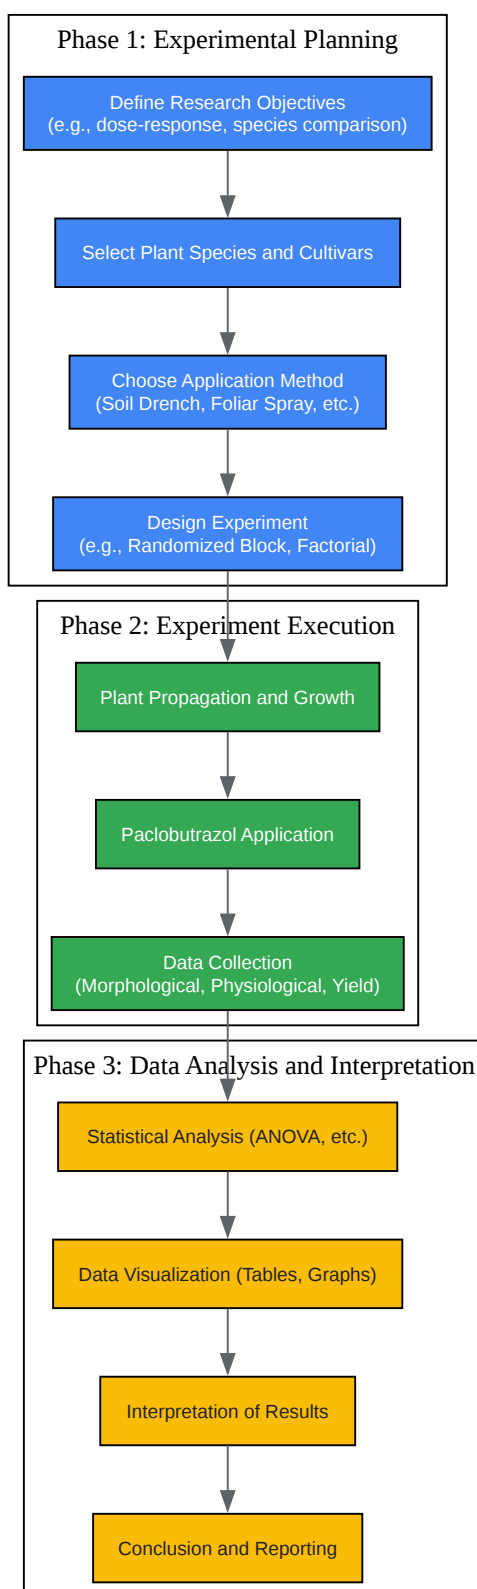 Phase 1: Experimental Planning
Define Research Objectives
(e.g., dose-response, species comparison)
Select Plant Species and Cultivars
Choose Application Method
(Soil Drench, Foliar Spray, etc.)
Design Experiment
(e.g., Randomized Block, Factorial)
Phase 2: Experiment Execution
Plant Propagation and Growth
Paclobutrazol Application
Data Collection
(Morphological, Physiological, Yield)
Phase 3: Data Analysis and Interpretation
Statistical Analysis (ANOVA, etc.)
Data Visualization (Tables, Graphs)
Interpretation of Results
Conclusion and Reporting